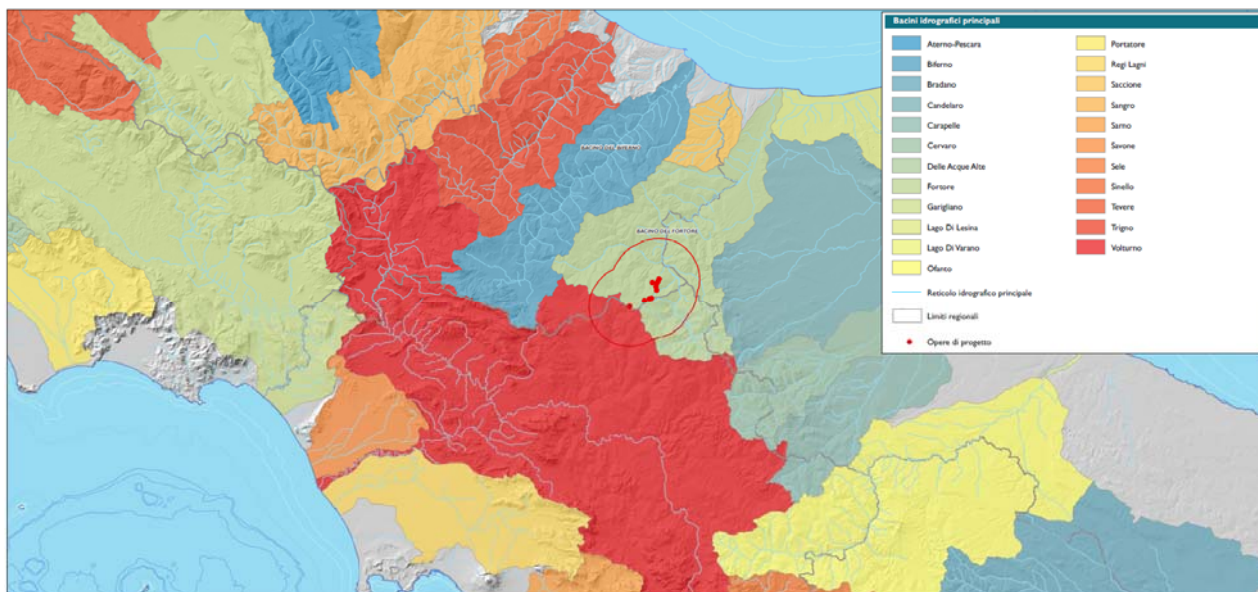 Bacini idrografici principali
Aterno-Pescara
Biferno
Bradano
Candelaro
Carapelle
Cervaro
Delle Acque Alte
Fortore
Garigliano
Lago Di Lesina
Lago Di Varano
Ofanto
Portatore
Regi Lagni
Saccione
Sangro
Sarno
Savone
Sele
Sinello
Tevere
Trigno
Volturno
Reticolo idrografico principale
Limiti regionali
Opere di progetto
BACINO DEL BIFERNO
BACINO DEL FORTORE